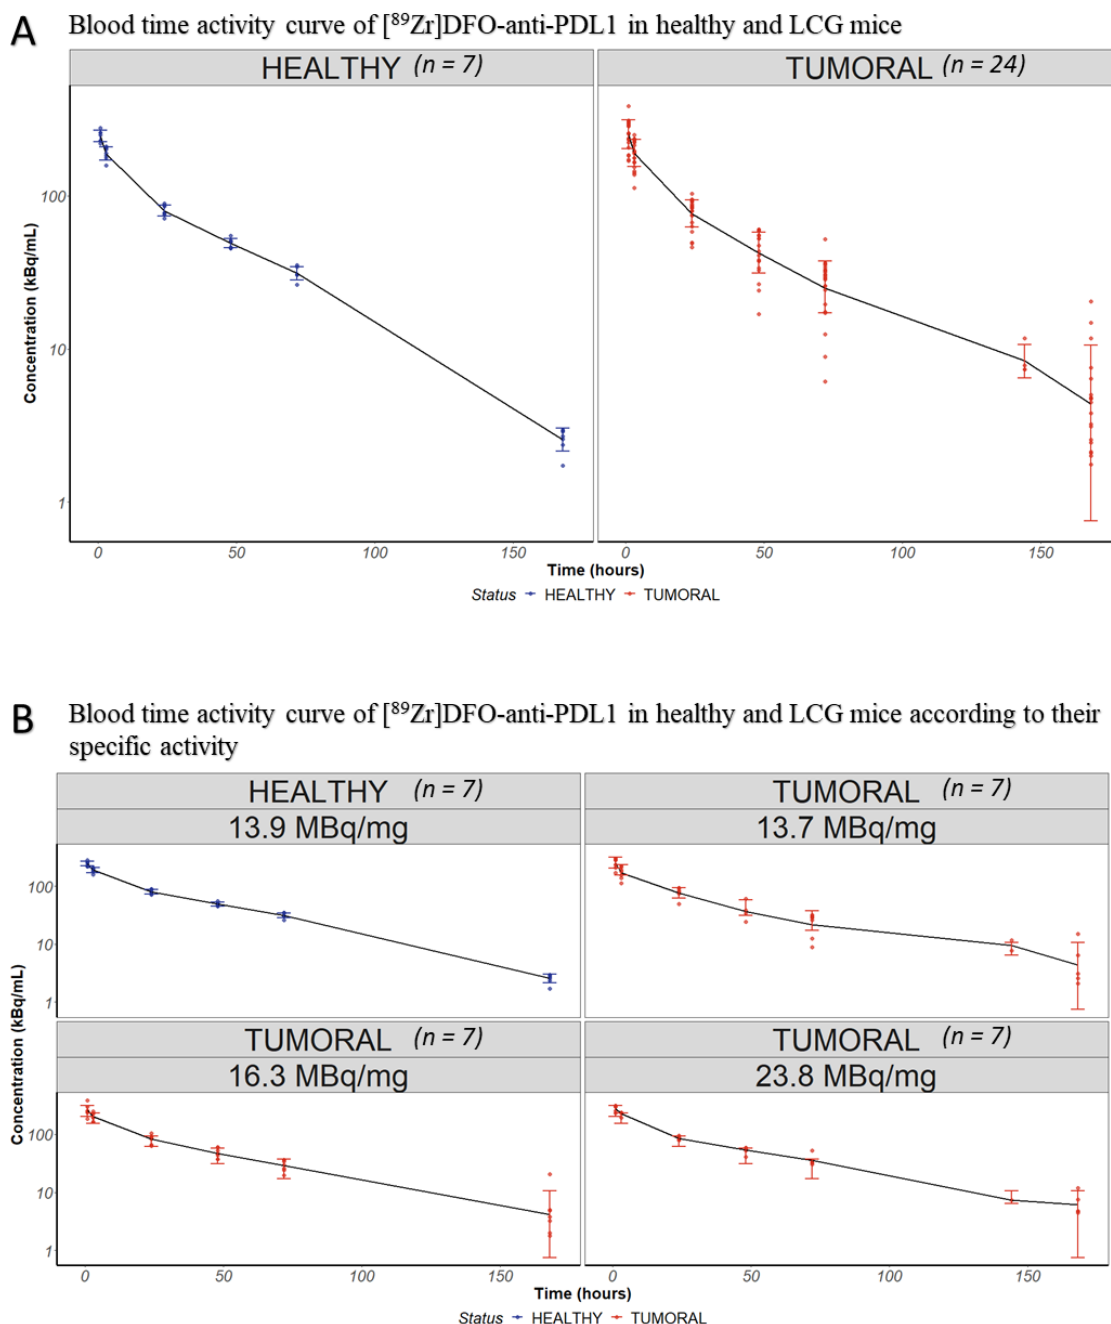 A Blood time activity curve of [⁸⁹Zr]DFO-anti-PDL1 in healthy and LCG mice
HEALTHY (n = 7)
TUMORAL (n = 24)
Concentration (kBq/mL)
100
10
1
0 50 100 150
0 50 100 150
Time (hours)
Status HEALTHY TUMORAL
B Blood time activity curve of [⁸⁹Zr]DFO-anti-PDL1 in healthy and LCG mice according to their
specific activity
HEALTHY (n = 7)
13.9 MBq/mg
TUMORAL (n = 7)
13.7 MBq/mg
Concentration (kBq/mL)
100
10
1
TUMORAL (n = 7)
16.3 MBq/mg
TUMORAL (n = 7)
23.8 MBq/mg
100
10
1
0 50 100 150
0 50 100 150
Time (hours)
Status HEALTHY TUMORAL